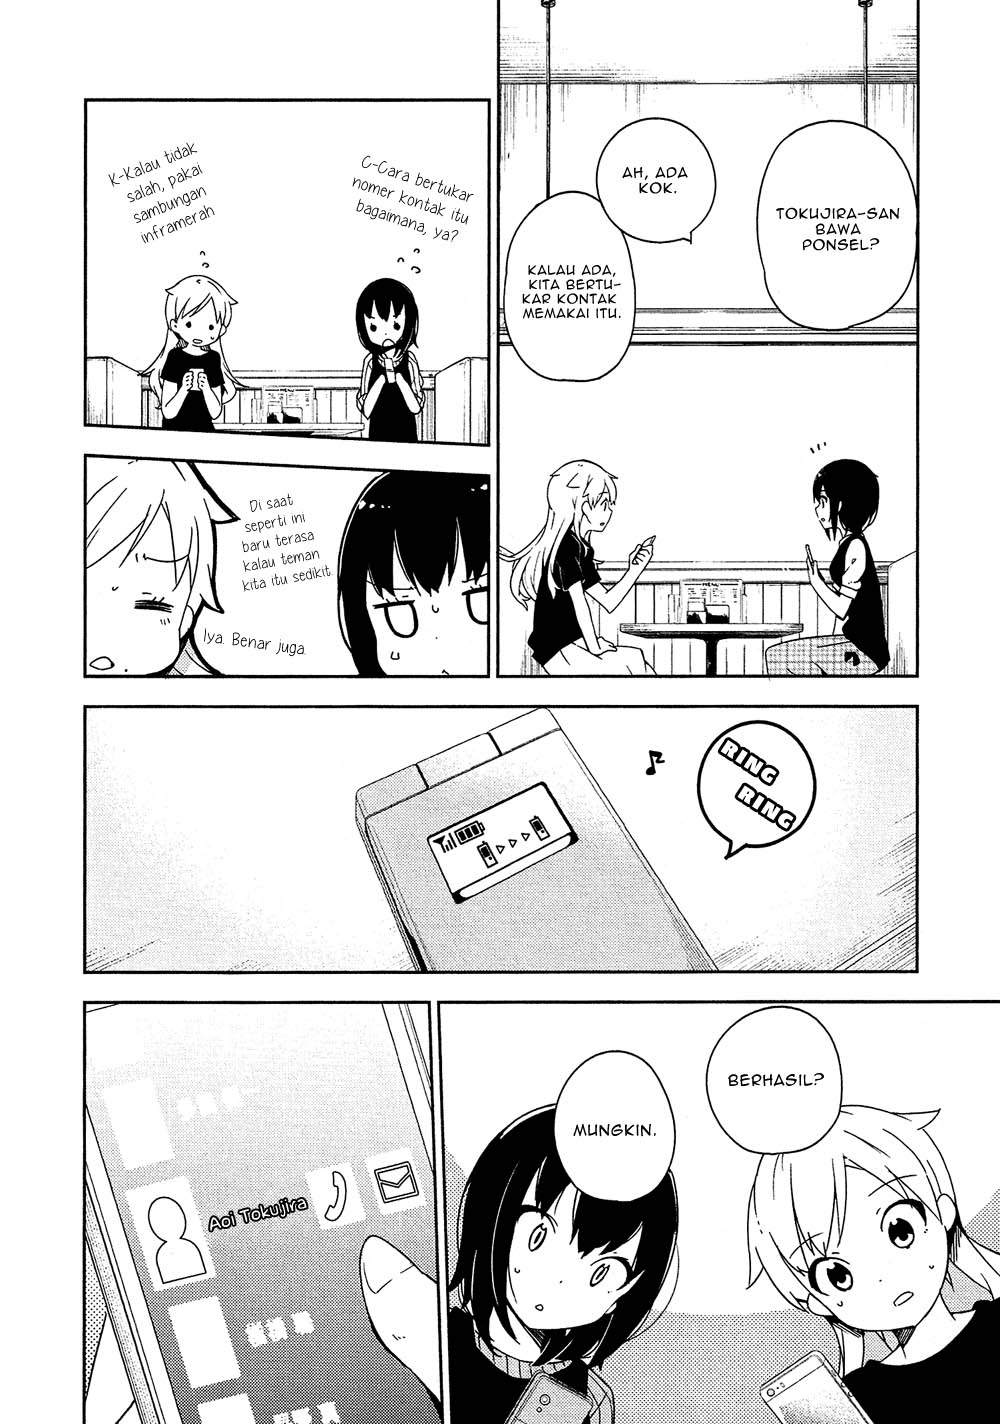 TOKUJIRA-SAN
BAWA
PONSEL?
AH, ADA
KOK.
KALAU ADA,
KITA BERTU-
KAR KONTAK
MEMAKAI ITU.
MENU
C-Cara bertukar
nomer kontak itu
bagaimana, ya?
K-Kalau tidak
salah, pakai
sambungan
inframerah
MENU
Di saat
seperti ini
baru terasa
kalau teman
kita itu sedikit.
Iya. Benar juga.
RING
RING
BERHASIL?
MUNGKIN.
Aoi Tokujira